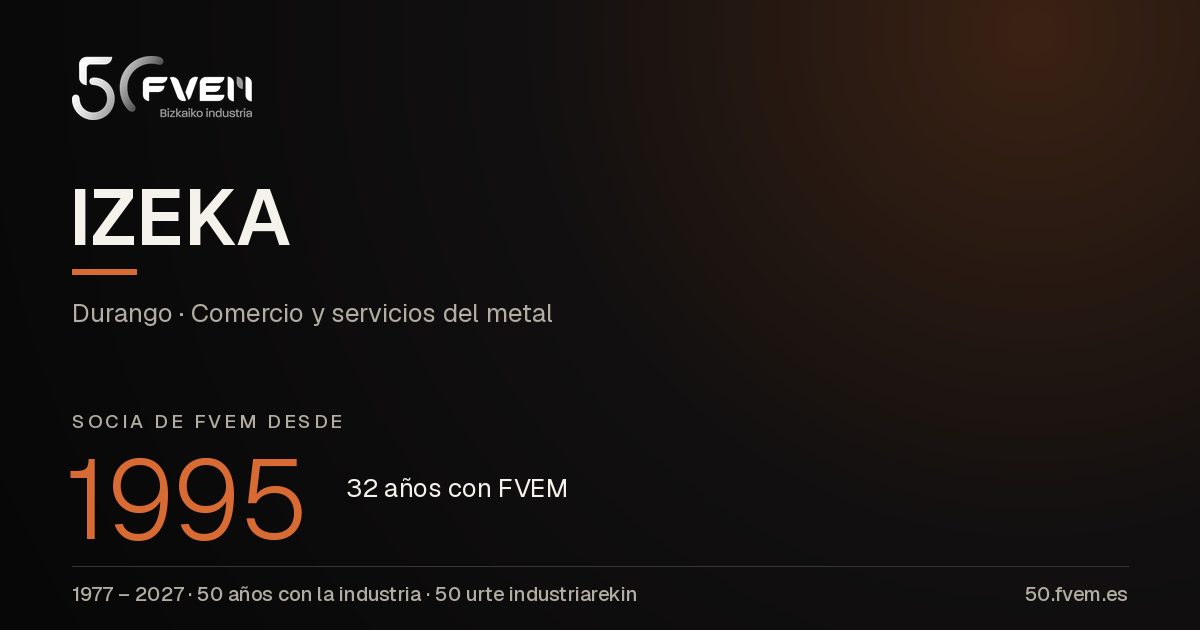 50 FVEM
Bizkaiko industria
IZEKA
Durango · Comercio y servicios del metal
SOCIA DE FVEM DESDE
1995
32 años con FVEM
1977 – 2027 · 50 años con la industria · 50 urte industriarekin
50.fvem.es